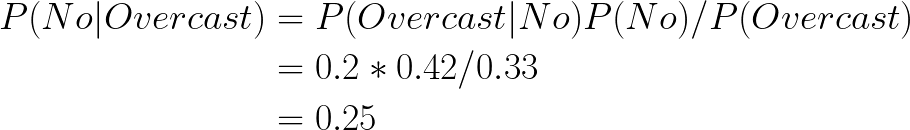 P(No|Overcast) = P(Overcast|No)P(No)/P(Overcast)
= 0.2 * 0.42/0.33
= 0.25